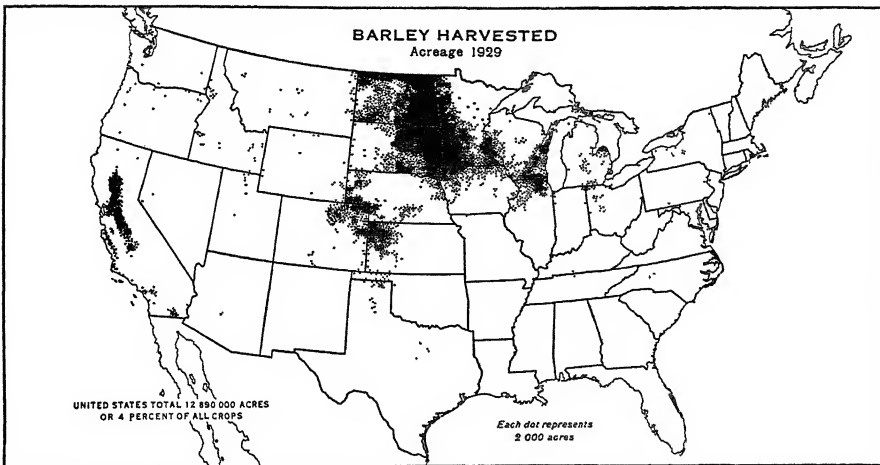 BARLEY HARVESTED
Acreage 1929
UNITED STATES TOTAL 12 890 000 ACRES
OR 4 PERCENT OF ALL CROPS
Each dot represents
2 000 acres